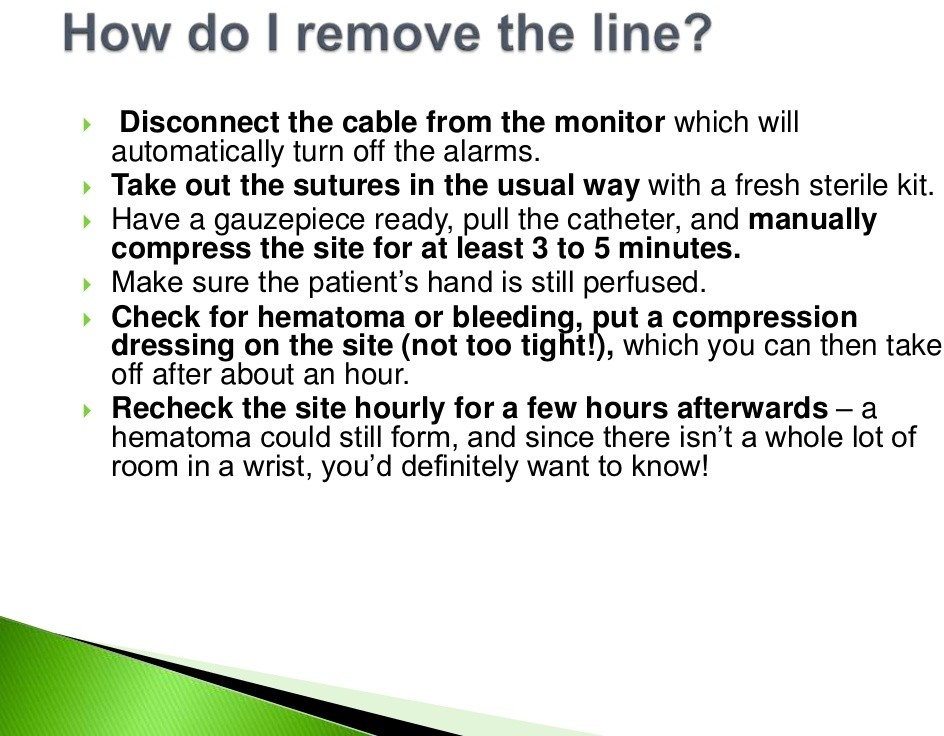 How do I remove the line?
Disconnect the cable from the monitor which will
automatically turn off the alarms.
Take out the sutures in the usual way with a fresh sterile kit.
Have a gauzepiece ready, pull the catheter, and manually
compress the site for at least 3 to 5 minutes.
Make sure the patient’s hand is still perfused.
Check for hematoma or bleeding, put a compression
dressing on the site (not too tight!), which you can then take
off after about an hour.
Recheck the site hourly for a few hours afterwards – a
hematoma could still form, and since there isn’t a whole lot of
room in a wrist, you’d definitely want to know!